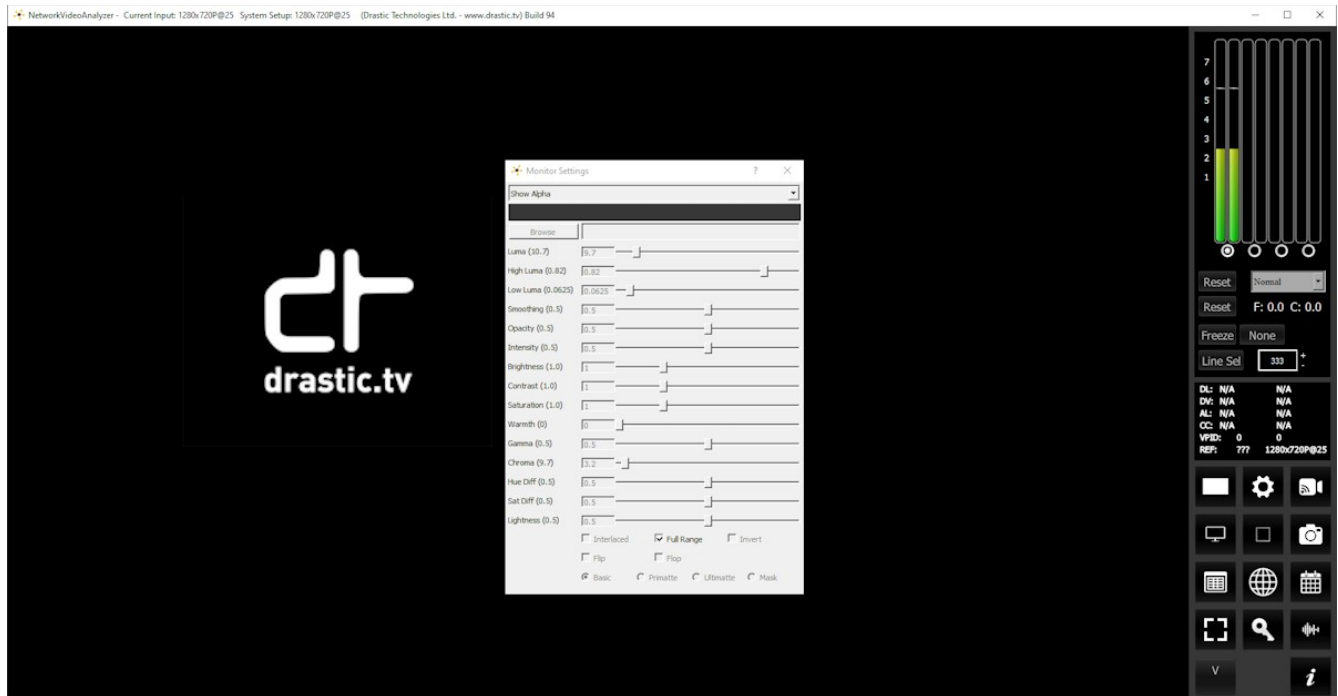 NetworkVideoAnalyzer - Current Input: 1280x720P@25 System Setup: 1280x720P@25 (Drastic Technologies Ltd. - www.drastic.tv) Build 94
drastic.tv
Monitor Settings
Show Alpha
Browse
Luma (10.7) 9.7
High Luma (0.82) 0.82
Low Luma (0.0625) 0.0625
Smoothing (0.5) 0.5
Opacity (0.5) 0.5
Intensity (0.5) 0.5
Brightness (1.0) 1
Contrast (1.0) 1
Saturation (1.0) 1
Warmth (0) 0
Gamma (0.5) 0.5
Chroma (9.7) 3.2
Hue Diff (0.5) 0.5
Sat Diff (0.5) 0.5
Lightness (0.5) 0.5
Interlaced Full Range Invert
Flip Flop
Basic Primatte Ultimatte Mask
7
6
5
4
3
2
1
Reset Normal
Reset F: 0.0 C: 0.0
Freeze None
Line Sel 333 + -
DL: N/A N/A
DV: N/A N/A
AL: N/A N/A
CC: N/A N/A
VPID: 0 0
REF: ??? 1280x720P@25
V i